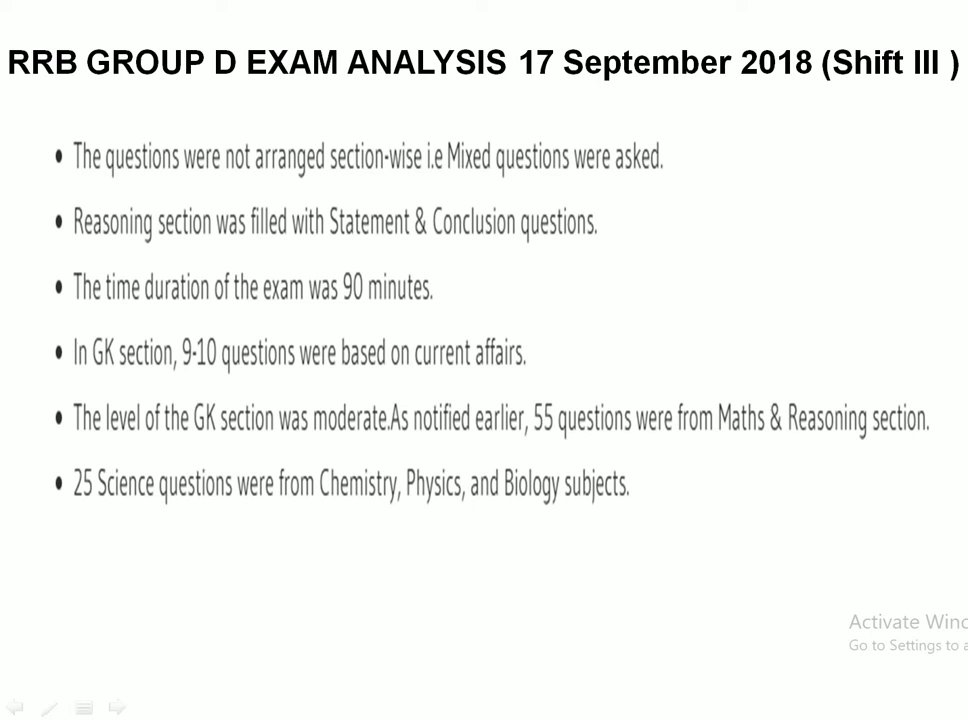 RRB GROUP D EXAM ANALYSIS 17 September 2018 (Shift III )
• The questions were not arranged section-wise i.e Mixed questions were asked.
• Reasoning section was filled with Statement & Conclusion questions.
• The time duration of the exam was 90 minutes.
• In GK section, 9-10 questions were based on current affairs.
• The level of the GK section was moderate.As notified earlier, 55 questions were from Maths & Reasoning section.
• 25 Science questions were from Chemistry, Physics, and Biology subjects.
Activate Winc
Go to Settings to a